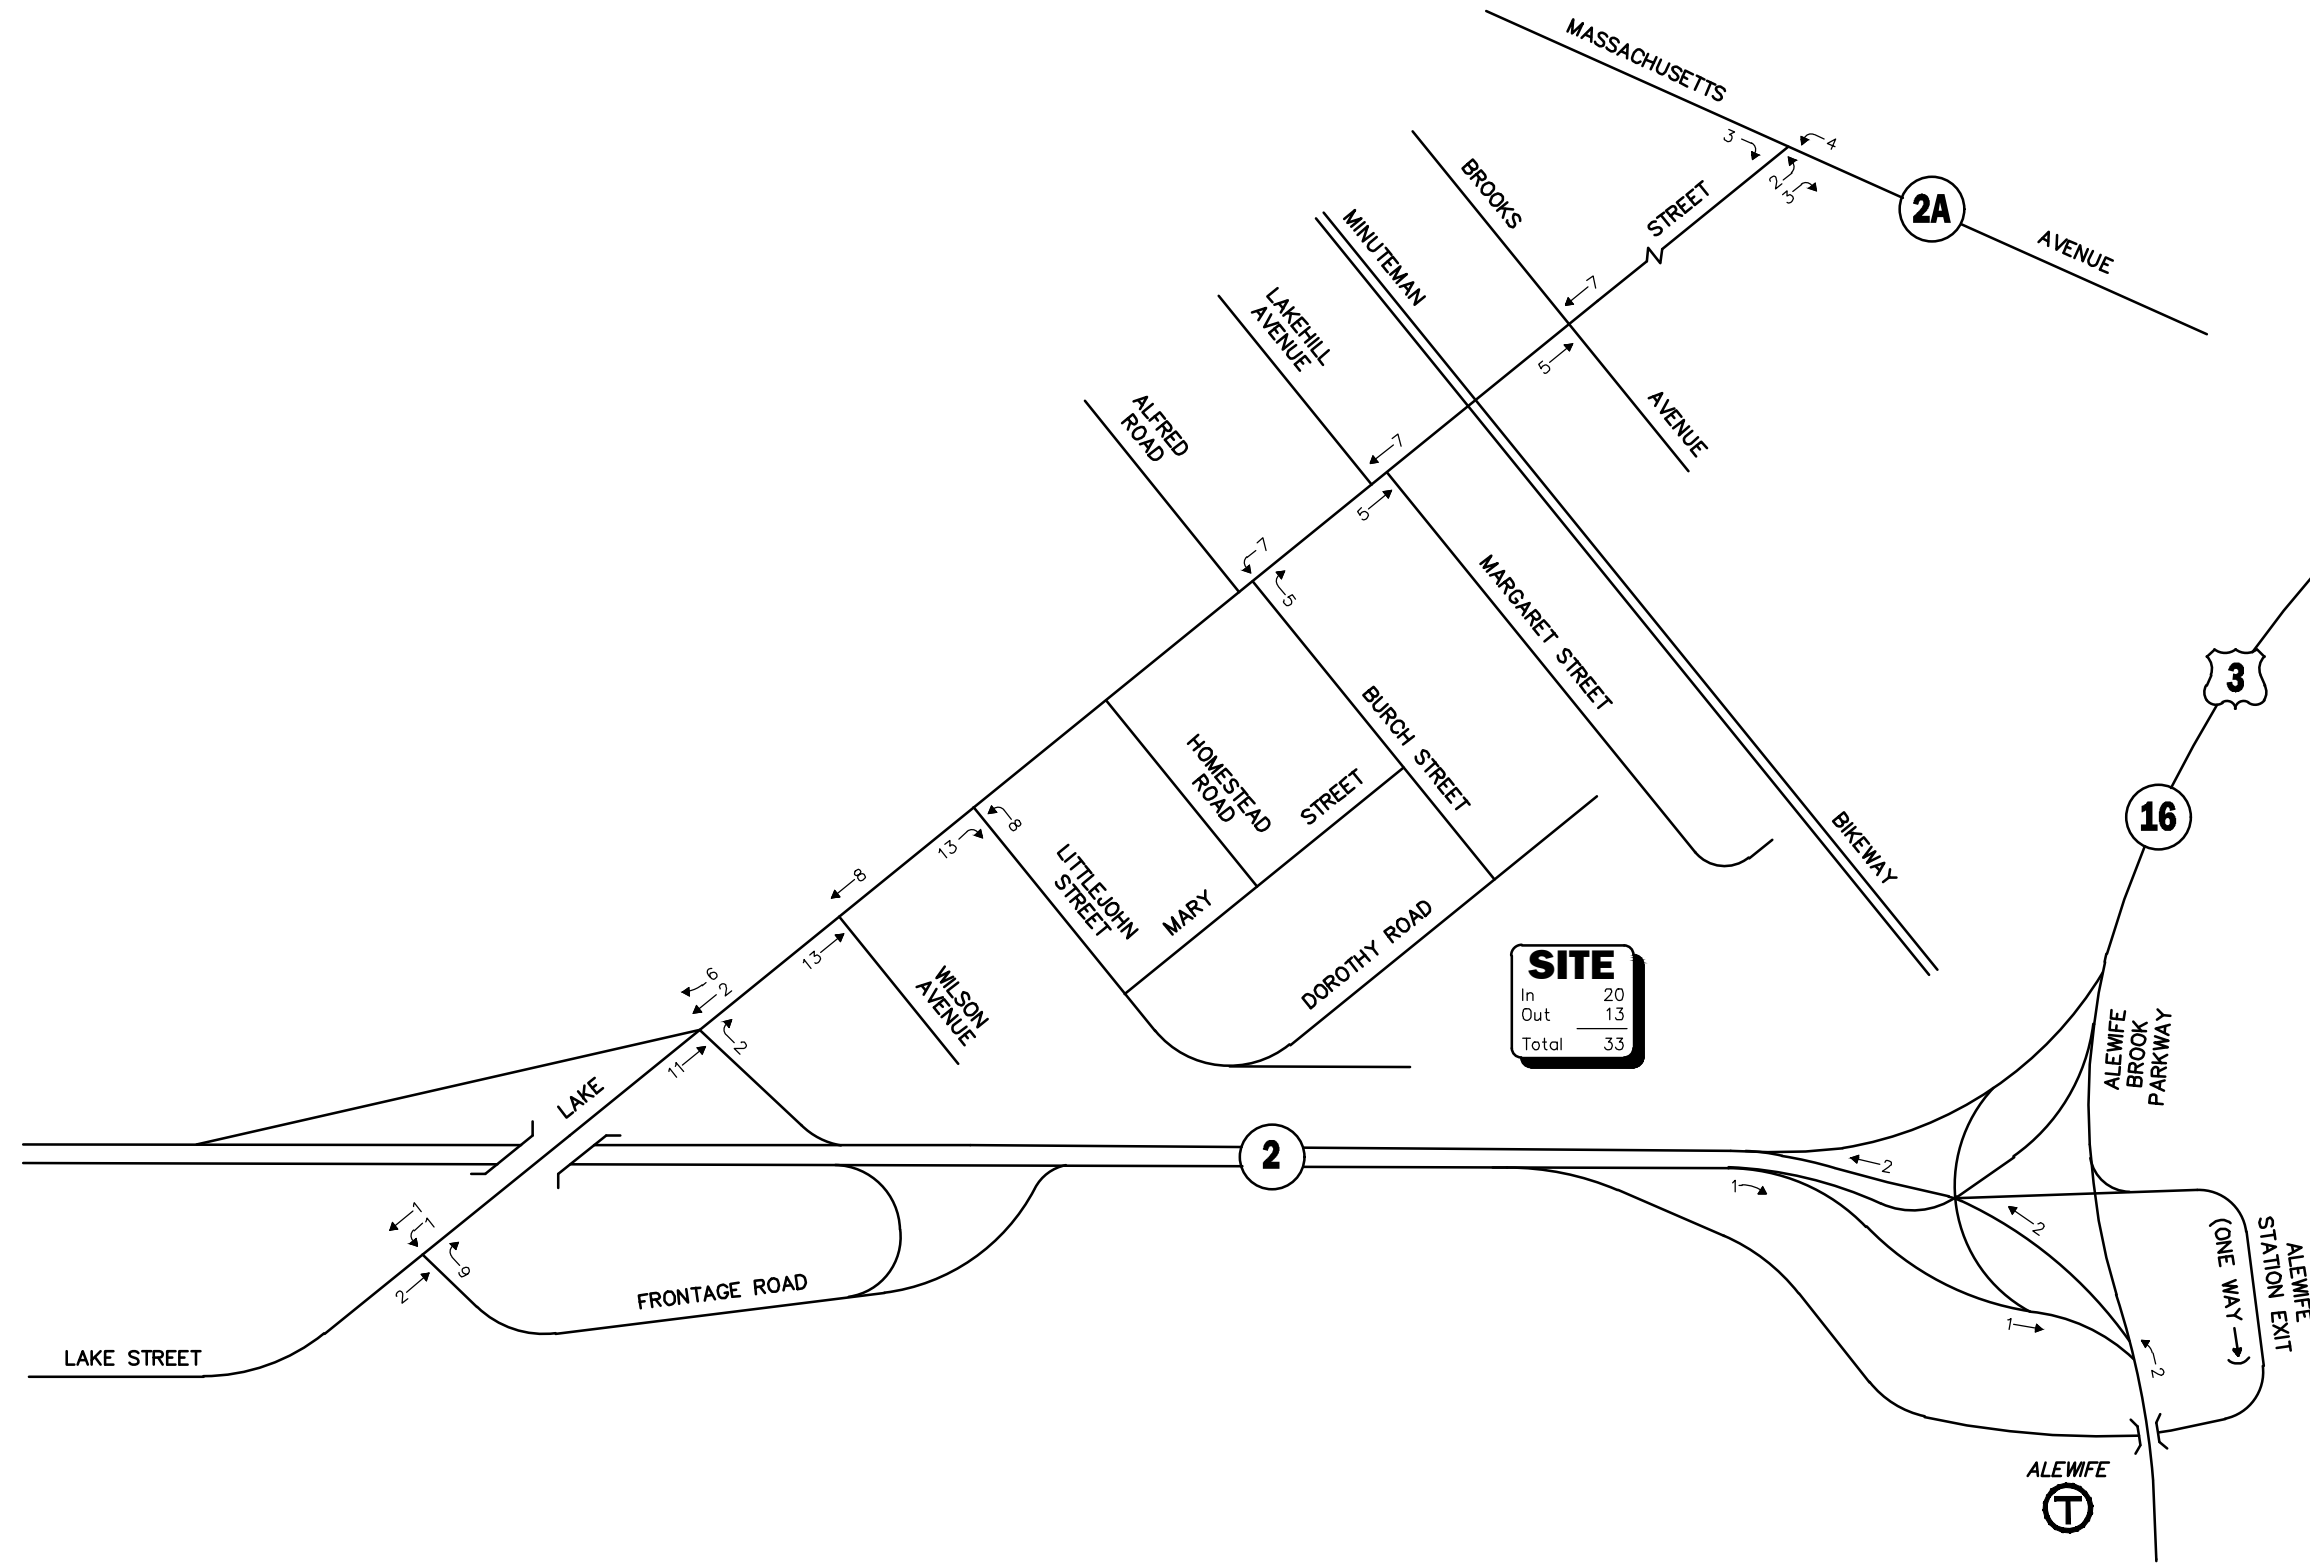 MASSACHUSETTS
3
4
2
3
2A
AVENUE
BROOKS
STREET
MINUTEMAN
7
5
LAKEHILL
AVENUE
AVENUE
ALFRED
ROAD
7
5
7
5
MARGARET STREET
3
BURCH STREET
HOMESTEAD
ROAD
STREET
16
8
13
LITTLEJOHN
STREET
BIKEWAY
8
13
MARY
DOROTHY ROAD
WILSON
AVENUE
SITE
In 20
Out 13
Total 33
6
2
2
11
ALEWIFE
BROOK
PARKWAY
LAKE
2
2
1
1
1
9
2
2
ALEWIFE
STATION EXIT
(ONE WAY →)
FRONTAGE ROAD
1
LAKE STREET
2
ALEWIFE
T